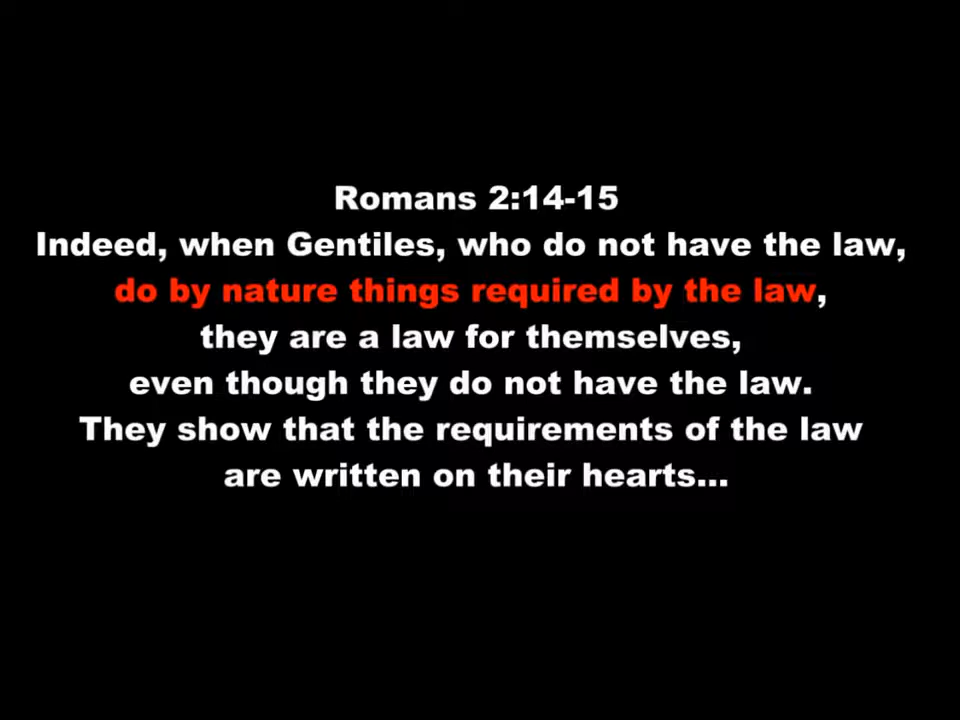 Romans 2:14-15
Indeed, when Gentiles, who do not have the law,
do by nature things required by the law,
they are a law for themselves,
even though they do not have the law.
They show that the requirements of the law
are written on their hearts...